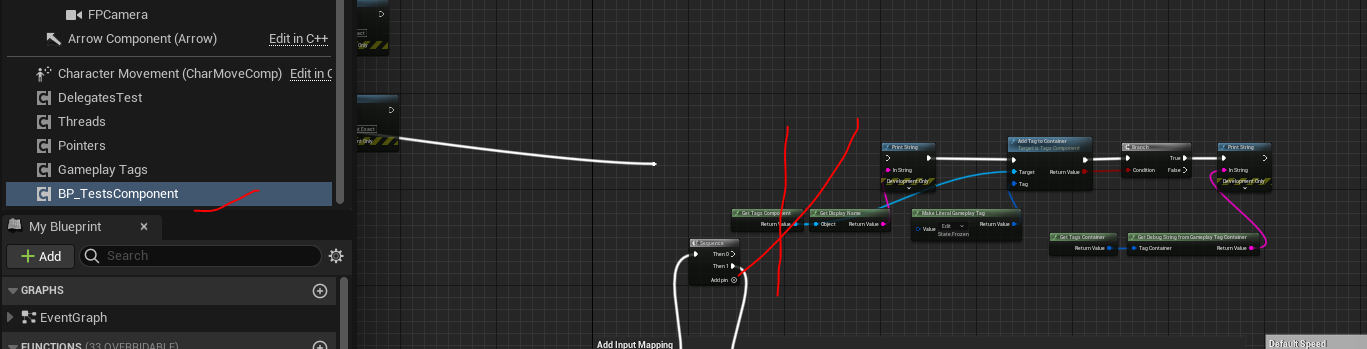 FPCamera
Arrow Component (Arrow)
Edit in C++
Character Movement (CharMoveComp)
Edit in C
DelegatesTest
Threads
Pointers
Gameplay Tags
BP_TestsComponent
My Blueprint
Add
Search
GRAPHS
EventGraph
FUNCTIONS (33 OVERRIDABLE)
Print String
In String
Development Only
Add Tag to Container
Target is Tags Component
Target
Return Value
Tag
Branch
True
Condition
False
Print String
In String
Development Only
Get Tags Component
Return Value
Get Display Name
Object
Return Value
Make Literal Gameplay Tag
Value
Edit
Return Value
State.Frozen
Get Tags Container
Return Value
Get Debug String from Gameplay Tag Container
Tag Container
Return Value
Sequence
Then 0
Then 1
Add pin
Add Input Mapping
Default Speed